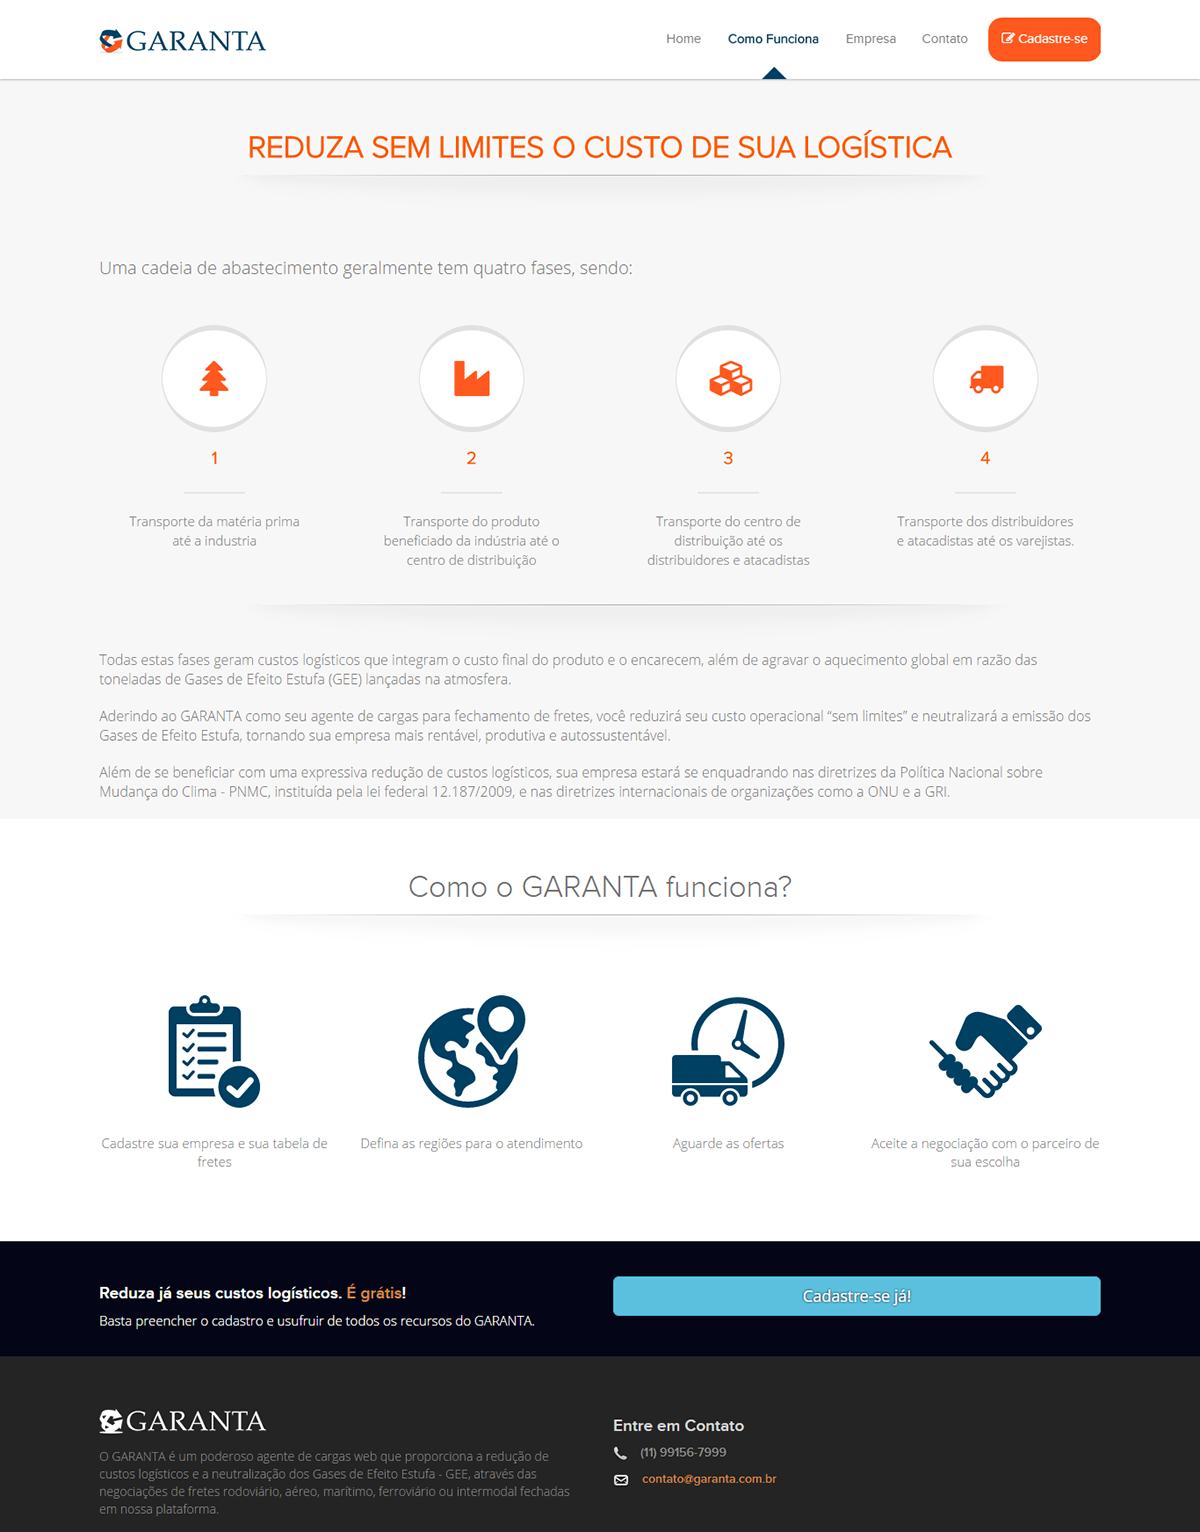 GARANTA
Home
Como Funciona
Empresa
Contato
Cadastre-se
REDUZA SEM LIMITES O CUSTO DE SUA LOGÍSTICA
Uma cadeia de abastecimento geralmente tem quatro fases, sendo:
1
Transporte da matéria prima
até a industria
2
Transporte do produto
beneficiado da indústria até o
centro de distribuição
3
Transporte do centro de
distribuição até os
distribuidores e atacadistas
4
Transporte dos distribuidores
e atacadistas até os varejistas.
Todas estas fases geram custos logísticos que integram o custo final do produto e o encarecem, além de agravar o aquecimento global em razão das
toneladas de Gases de Efeito Estufa (GEE) lançadas na atmosfera.
Aderindo ao GARANTA como seu agente de cargas para fechamento de fretes, você reduzirá seu custo operacional “sem limites” e neutralizará a emissão dos
Gases de Efeito Estufa, tornando sua empresa mais rentável, produtiva e autossustentável.
Além de se beneficiar com uma expressiva redução de custos logísticos, sua empresa estará se enquadrando nas diretrizes da Política Nacional sobre
Mudança do Clima - PNMC, instituída pela lei federal 12.187/2009, e nas diretrizes internacionais de organizações como a ONU e a GRI.
Como o GARANTA funciona?
Cadastre sua empresa e sua tabela de
fretes
Defina as regiões para o atendimento
Aguarde as ofertas
Aceite a negociação com o parceiro de
sua escolha
Reduza já seus custos logísticos. É grátis!
Basta preencher o cadastro e usufruir de todos os recursos do GARANTA.
Cadastre-se já!
GARANTA
O GARANTA é um poderoso agente de cargas web que proporciona a redução de
custos logísticos e a neutralização dos Gases de Efeito Estufa - GEE, através das
negociações de fretes rodoviário, aéreo, marítimo, ferroviário ou intermodal fechadas
em nossa plataforma.
Entre em Contato
(11) 99156-7999
contato@garanta.com.br